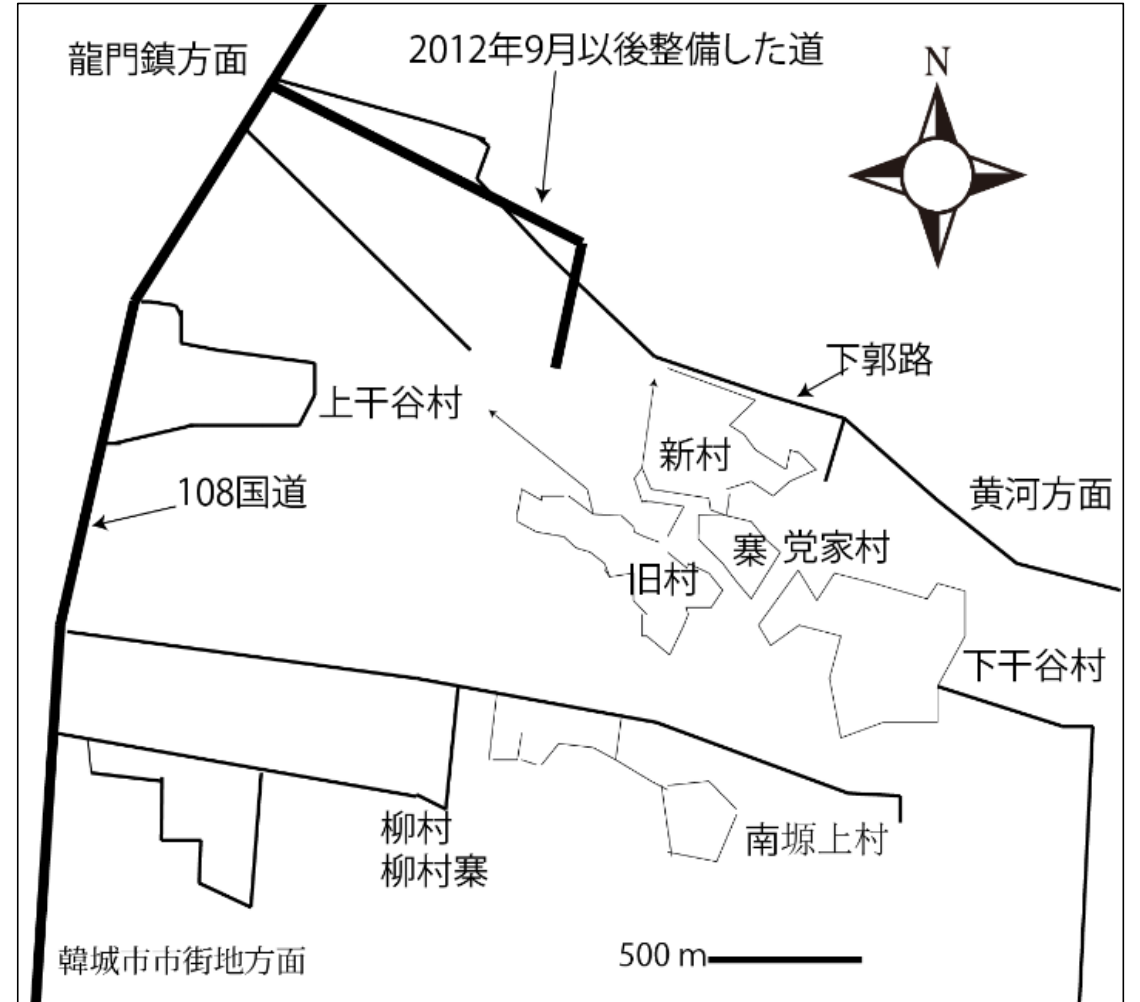 龍門鎮方面
2012年9月以後整備した道
N
下郭路
上干谷村
新村
108国道
黄河方面
寨 党家村
旧村
下干谷村
柳村
柳村寨
南塬上村
韓城市市街地方面
500 m